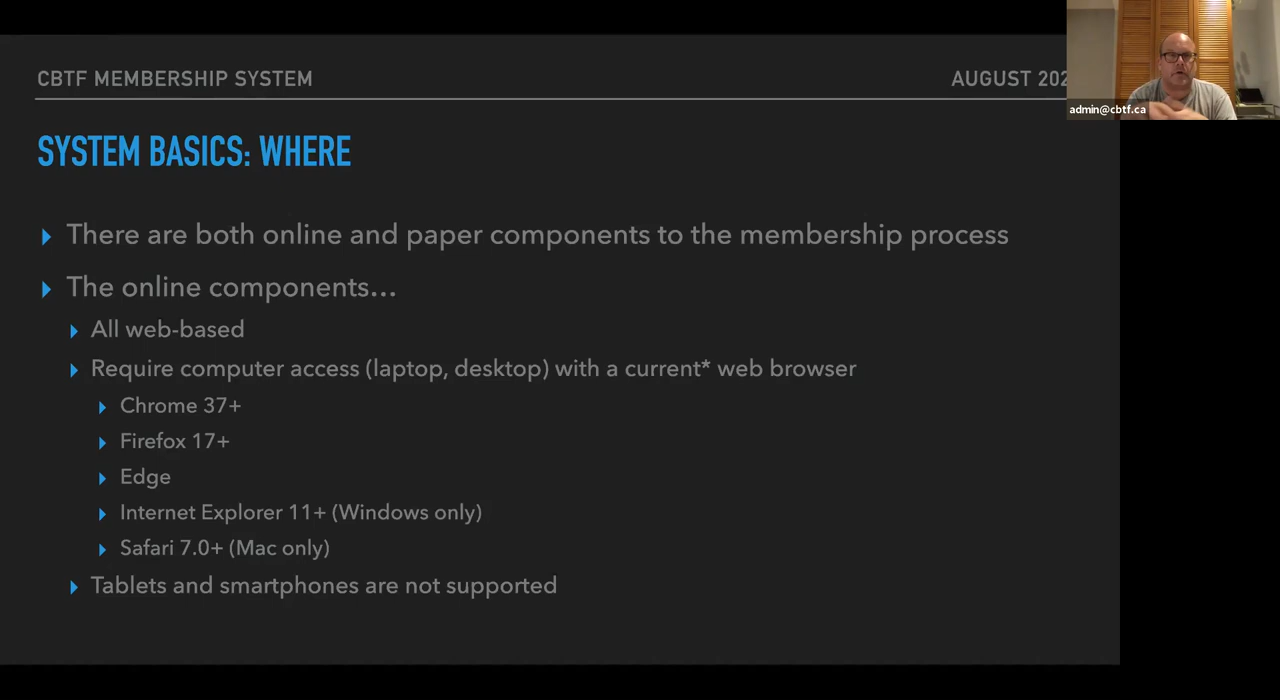 CBTF MEMBERSHIP SYSTEM
AUGUST 202
admin@cbtf.ca
SYSTEM BASICS: WHERE
There are both online and paper components to the membership process
The online components…
All web-based
Require computer access (laptop, desktop) with a current* web browser
Chrome 37+
Firefox 17+
Edge
Internet Explorer 11+ (Windows only)
Safari 7.0+ (Mac only)
Tablets and smartphones are not supported